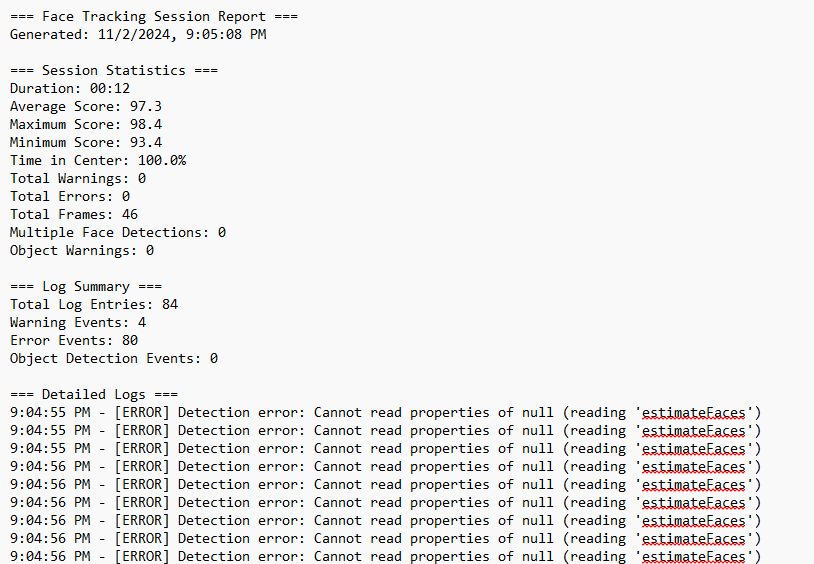 === Face Tracking Session Report ===
Generated: 11/2/2024, 9:05:08 PM
=== Session Statistics ===
Duration: 00:12
Average Score: 97.3
Maximum Score: 98.4
Minimum Score: 93.4
Time in Center: 100.0%
Total Warnings: 0
Total Errors: 0
Total Frames: 46
Multiple Face Detections: 0
Object Warnings: 0
=== Log Summary ===
Total Log Entries: 84
Warning Events: 4
Error Events: 80
Object Detection Events: 0
=== Detailed Logs ===
9:04:55 PM - [ERROR] Detection error: Cannot read properties of null (reading 'estimateFaces')
9:04:55 PM - [ERROR] Detection error: Cannot read properties of null (reading 'estimateFaces')
9:04:55 PM - [ERROR] Detection error: Cannot read properties of null (reading 'estimateFaces')
9:04:56 PM - [ERROR] Detection error: Cannot read properties of null (reading 'estimateFaces')
9:04:56 PM - [ERROR] Detection error: Cannot read properties of null (reading 'estimateFaces')
9:04:56 PM - [ERROR] Detection error: Cannot read properties of null (reading 'estimateFaces')
9:04:56 PM - [ERROR] Detection error: Cannot read properties of null (reading 'estimateFaces')
9:04:56 PM - [ERROR] Detection error: Cannot read properties of null (reading 'estimateFaces')
9:04:56 PM - [ERROR] Detection error: Cannot read properties of null (reading 'estimateFaces')